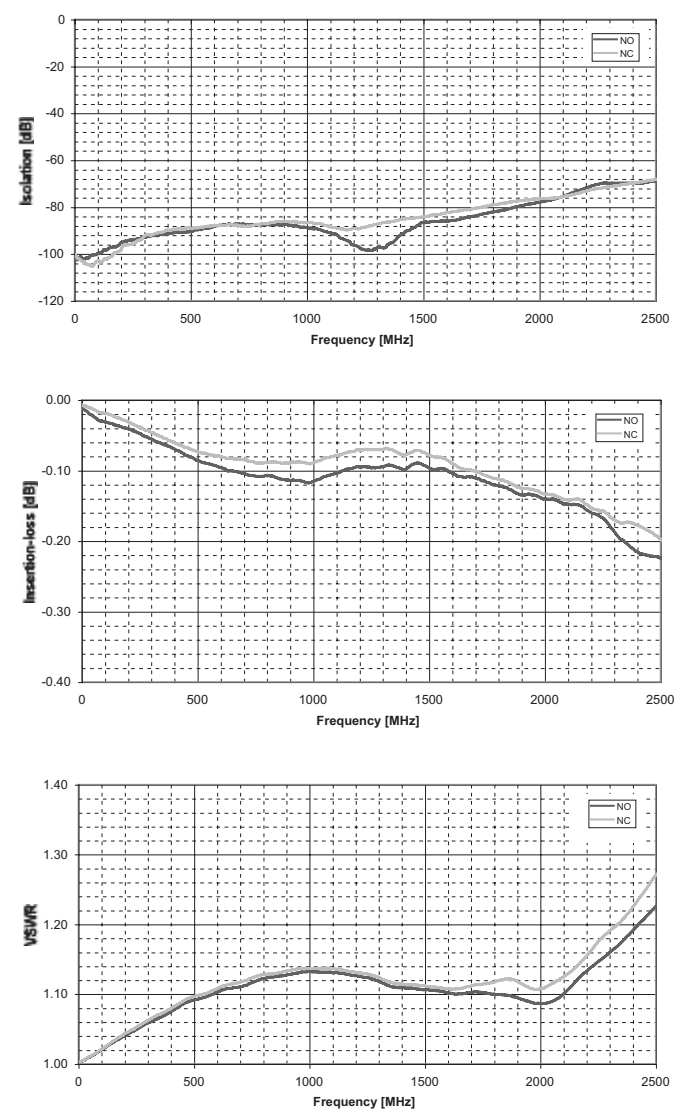 0
-20
-40
-60
-80
-100
-120
Isolation [dB]
NO
NC
0 500 1000 1500 2000 2500
Frequency [MHz]
0.00
-0.10
-0.20
-0.30
-0.40
Insertion-loss [dB]
NO
NC
0 500 1000 1500 2000 2500
Frequency [MHz]
1.40
1.30
1.20
1.10
1.00
VSWR
NO
NC
0 500 1000 1500 2000 2500
Frequency [MHz]